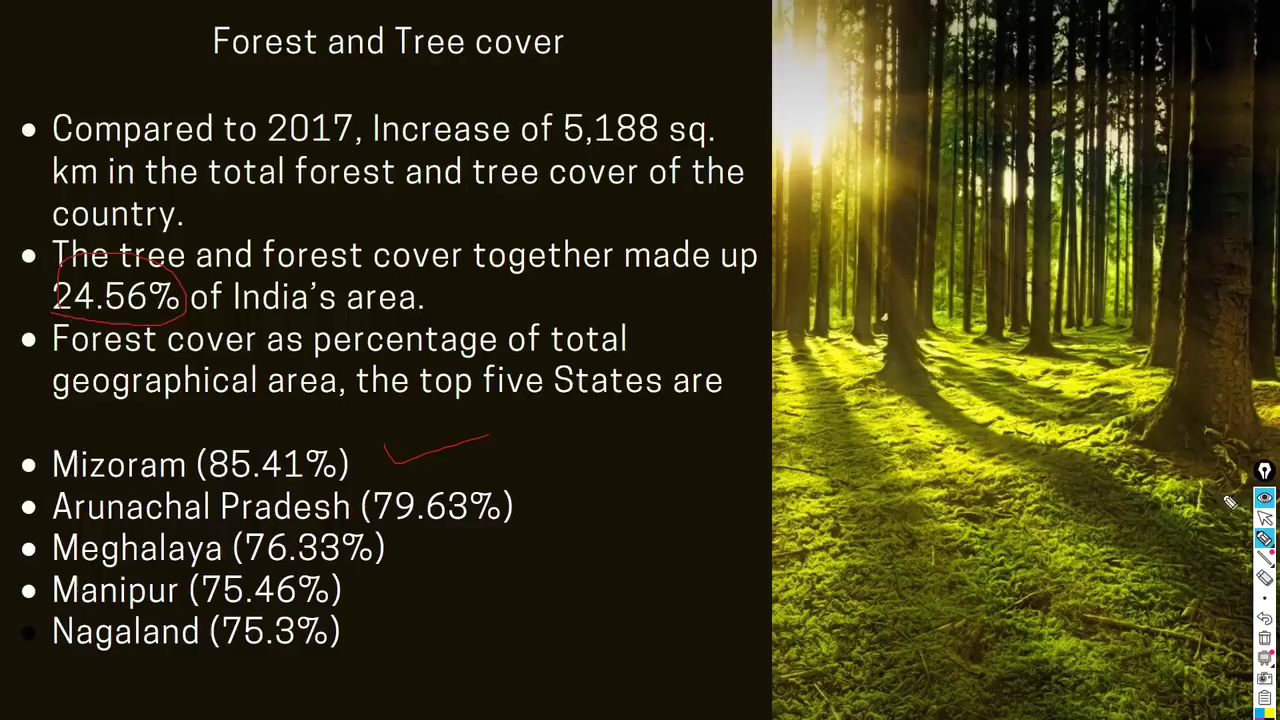 Forest and Tree cover
Compared to 2017, Increase of 5,188 sq.
km in the total forest and tree cover of the
country.
The tree and forest cover together made up
24.56% of India's area.
Forest cover as percentage of total
geographical area, the top five States are
Mizoram (85.41%)
Arunachal Pradesh (79.63%)
Meghalaya (76.33%)
Manipur (75.46%)
Nagaland (75.3%)